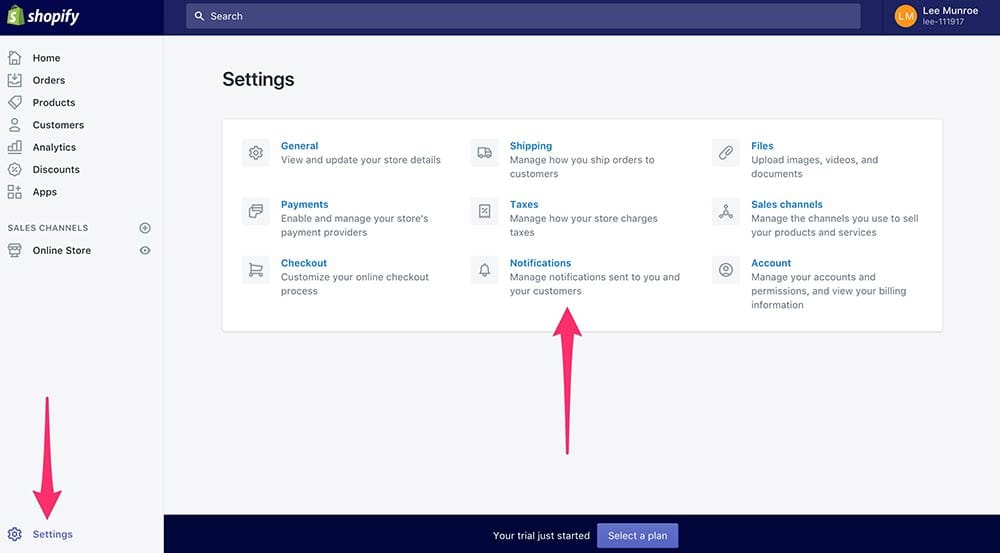 shopify
Search
Lee Munroe
lee-111917
LM
Home
Orders
Products
Customers
Analytics
Discounts
Apps
SALES CHANNELS
Online Store
Settings
Settings
General
View and update your store details
Shipping
Manage how you ship orders to
customers
Files
Upload images, videos, and
documents
Payments
Enable and manage your store's
payment providers
Taxes
Manage how your store charges
taxes
Sales channels
Manage the channels you use to sell
your products and services
Checkout
Customize your online checkout
process
Notifications
Manage notifications sent to you and
your customers
Account
Manage your accounts and
permissions, and view your billing
information
Your trial just started
Select a plan